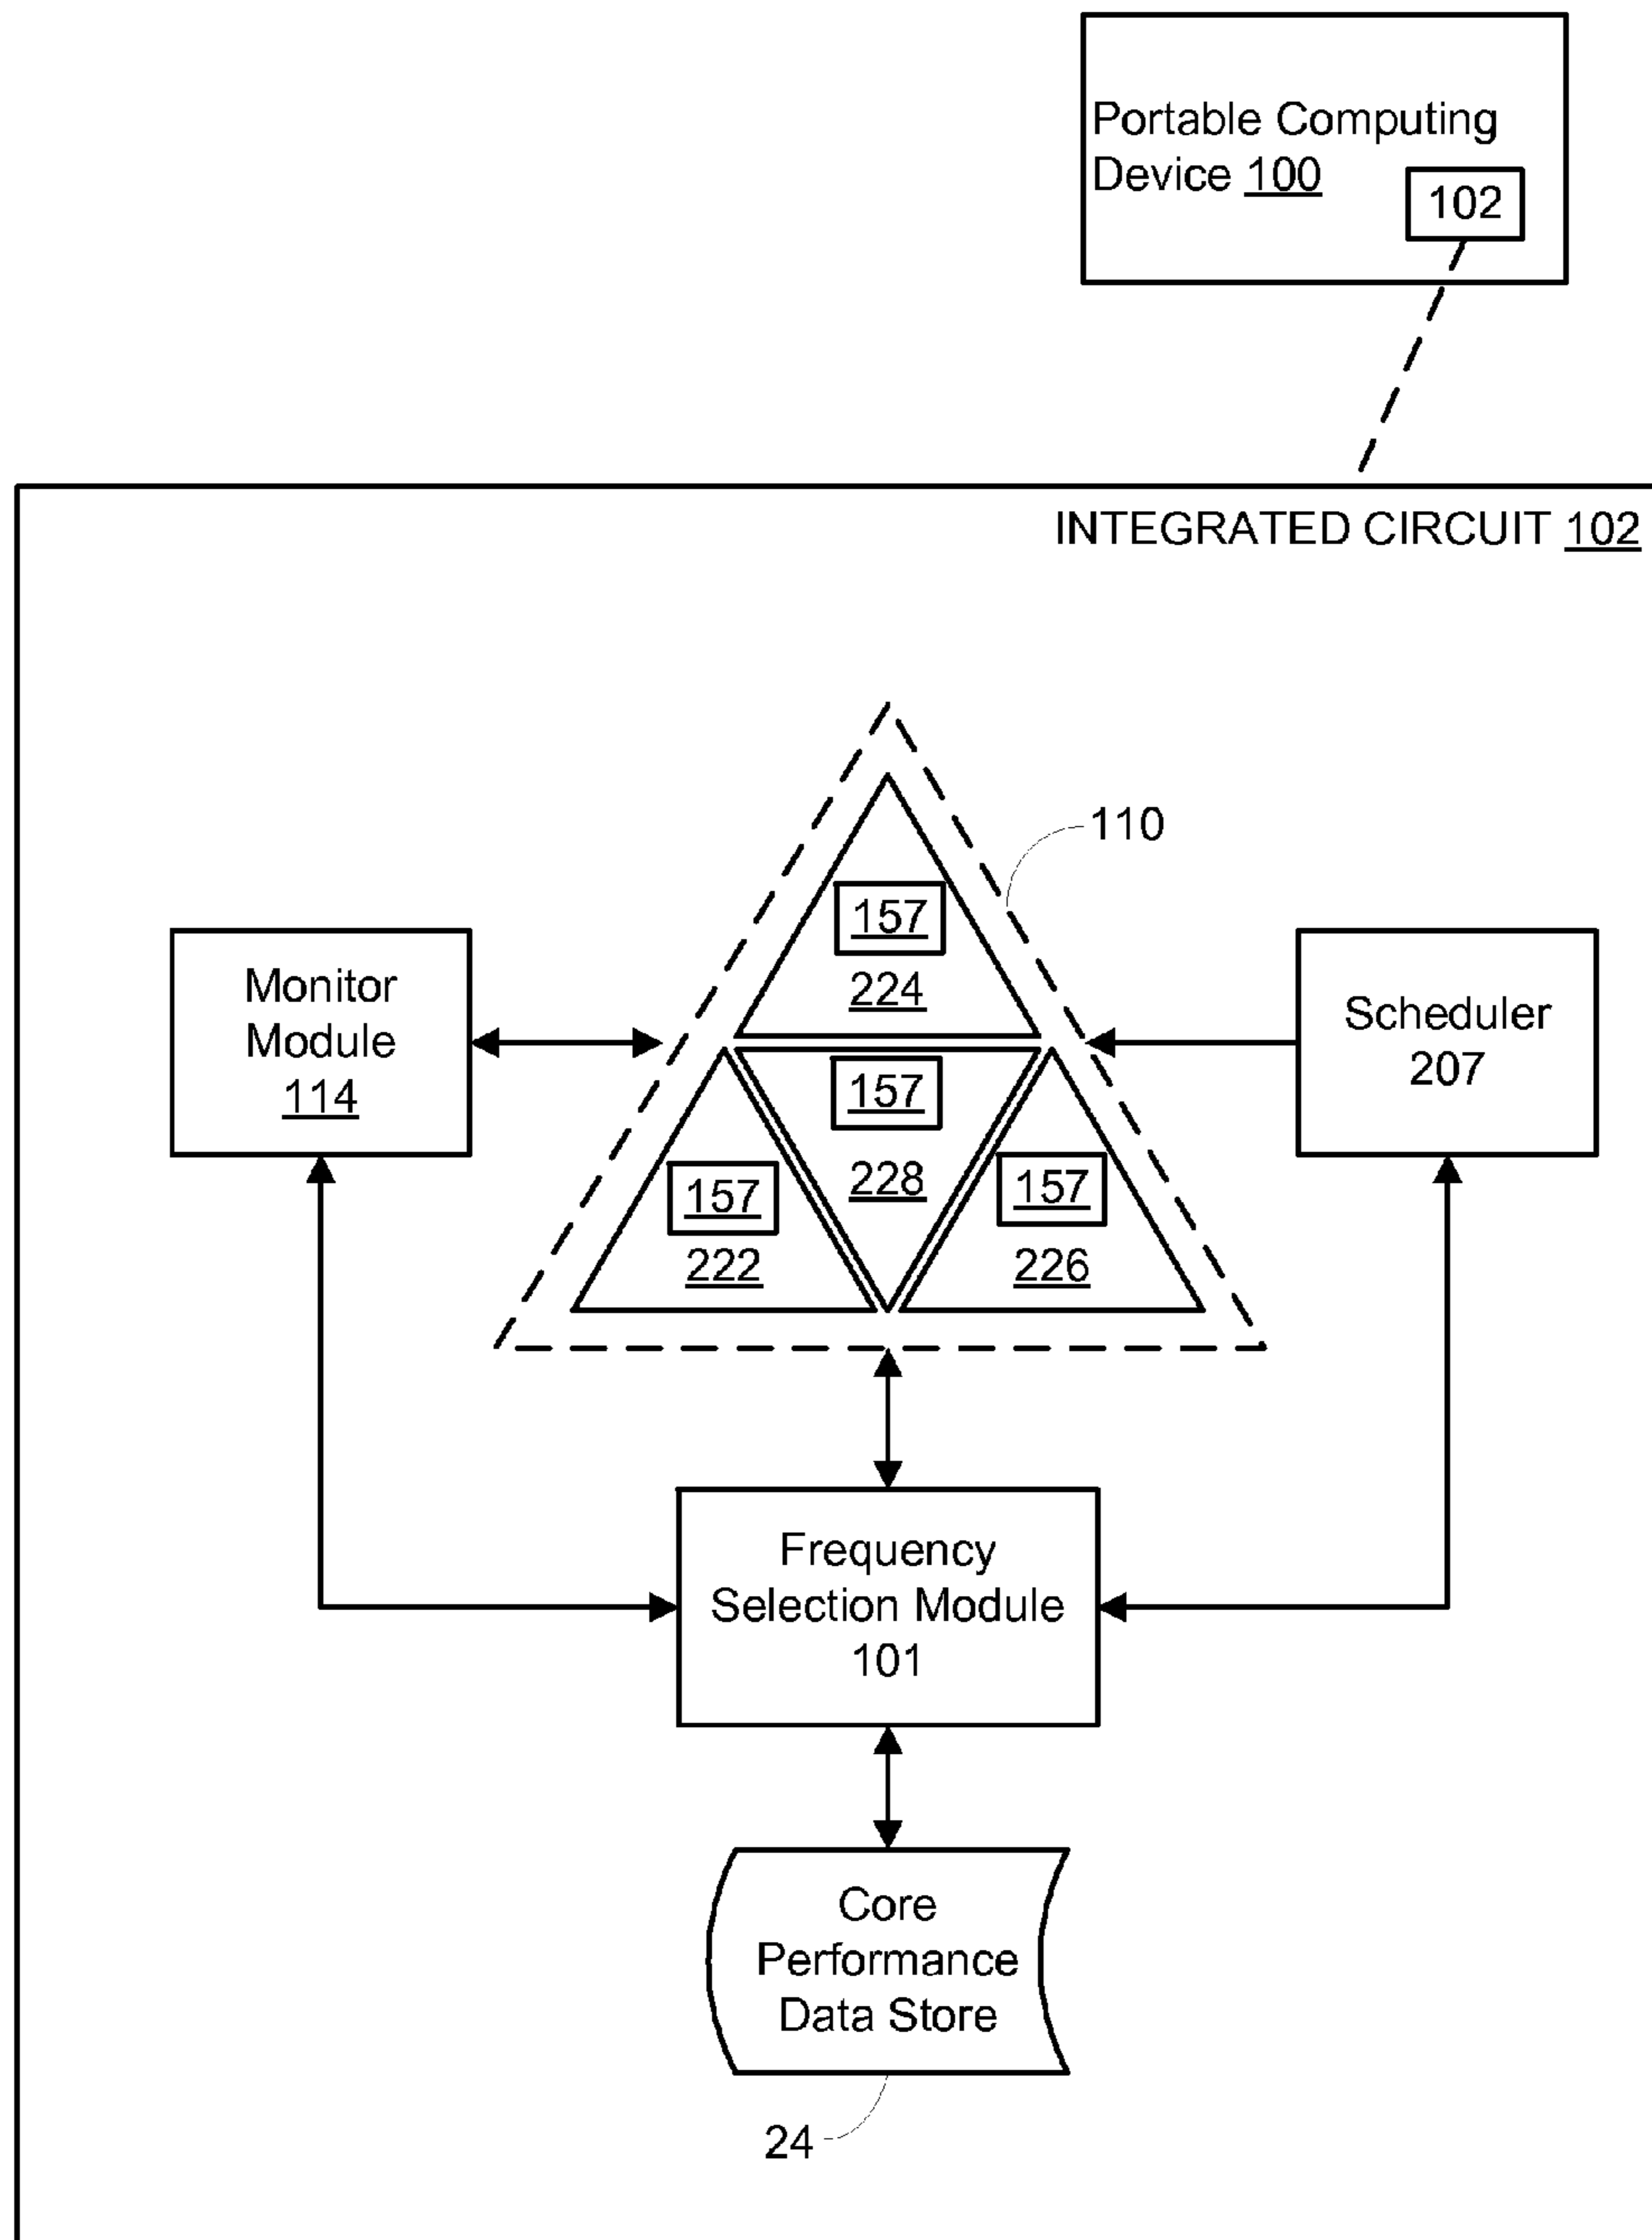 Portable Computing
Device 100
102
INTEGRATED CIRCUIT 102
110
157
224
Monitor
Module
114
Scheduler
207
157
228
157
222
157
226
Frequency
Selection Module
101
Core
Performance
Data Store
24